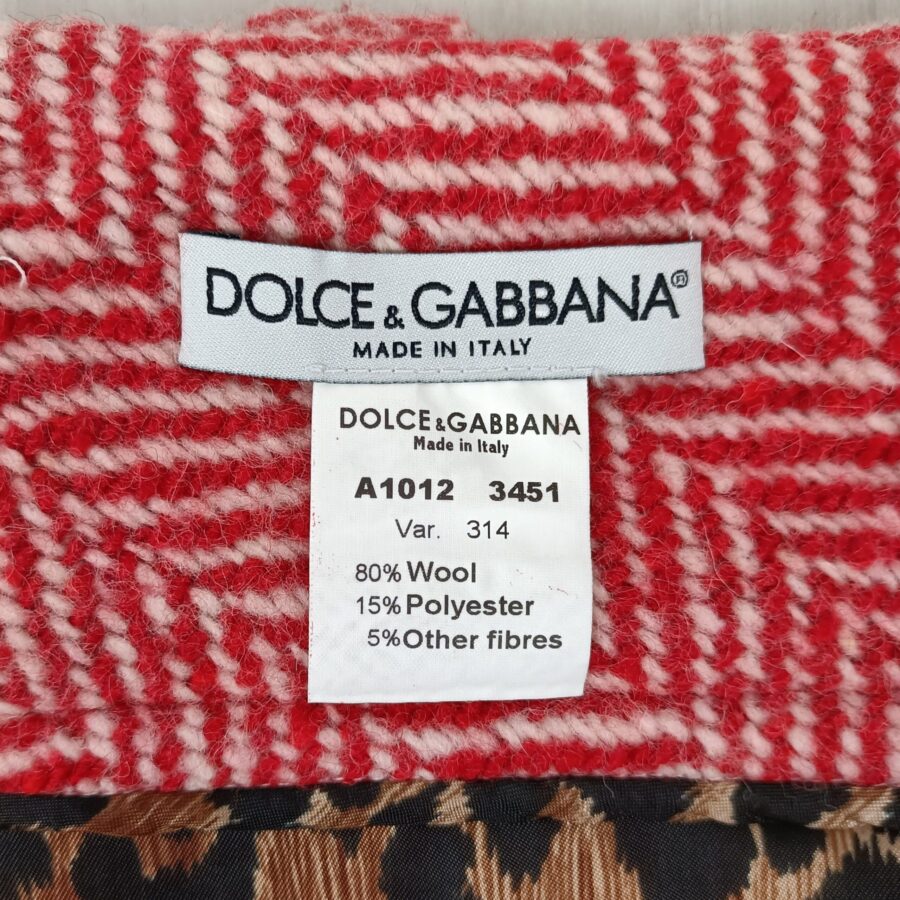 DOLCE & GABBANA®
MADE IN ITALY
DOLCE&GABBANA
Made in Italy
A1012 3451
Var. 314
80% Wool
15% Polyester
5% Other fibres